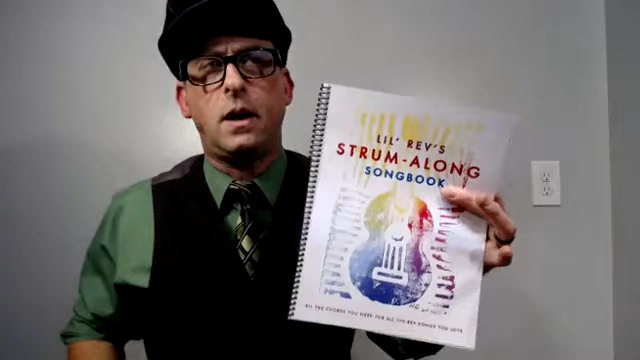 LIL' REV'S
STRUM-ALONG
SONGBOOK
ALL THE CHORDS YOU NEED FOR ALL THE REV SONGS YOU LOVE